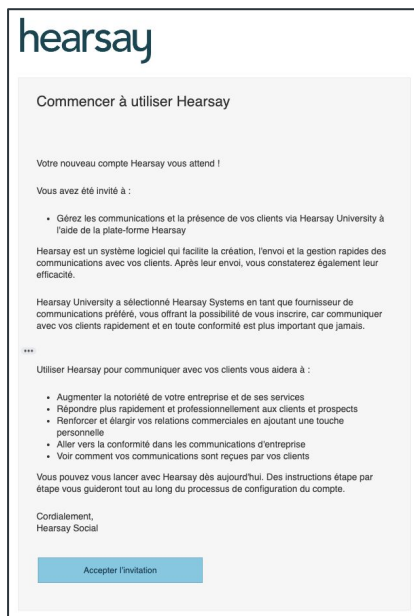 hearsay
Commencer à utiliser Hearsay
Votre nouveau compte Hearsay vous attend !
Vous avez été invité à :
• Gérez les communications et la présence de vos clients via Hearsay University à
l'aide de la plate-forme Hearsay
Hearsay est un système logiciel qui facilite la création, l'envoi et la gestion rapides des
communications avec vos clients. Après leur envoi, vous constaterez également leur
efficacité.
Hearsay University a sélectionné Hearsay Systems en tant que fournisseur de
communications préféré, vous offrant la possibilité de vous inscrire, car communiquer
avec vos clients rapidement et en toute conformité est plus important que jamais.
•••
Utiliser Hearsay pour communiquer avec vos clients vous aidera à :
• Augmenter la notoriété de votre entreprise et de ses services
• Répondre plus rapidement et professionnellement aux clients et prospects
• Renforcer et élargir vos relations commerciales en ajoutant une touche
personnelle
• Aller vers la conformité dans les communications d'entreprise
• Voir comment vos communications sont reçues par vos clients
Vous pouvez vous lancer avec Hearsay dès aujourd'hui. Des instructions étape par
étape vous guideront tout au long du processus de configuration du compte.
Cordialement,
Hearsay Social
Accepter l'invitation